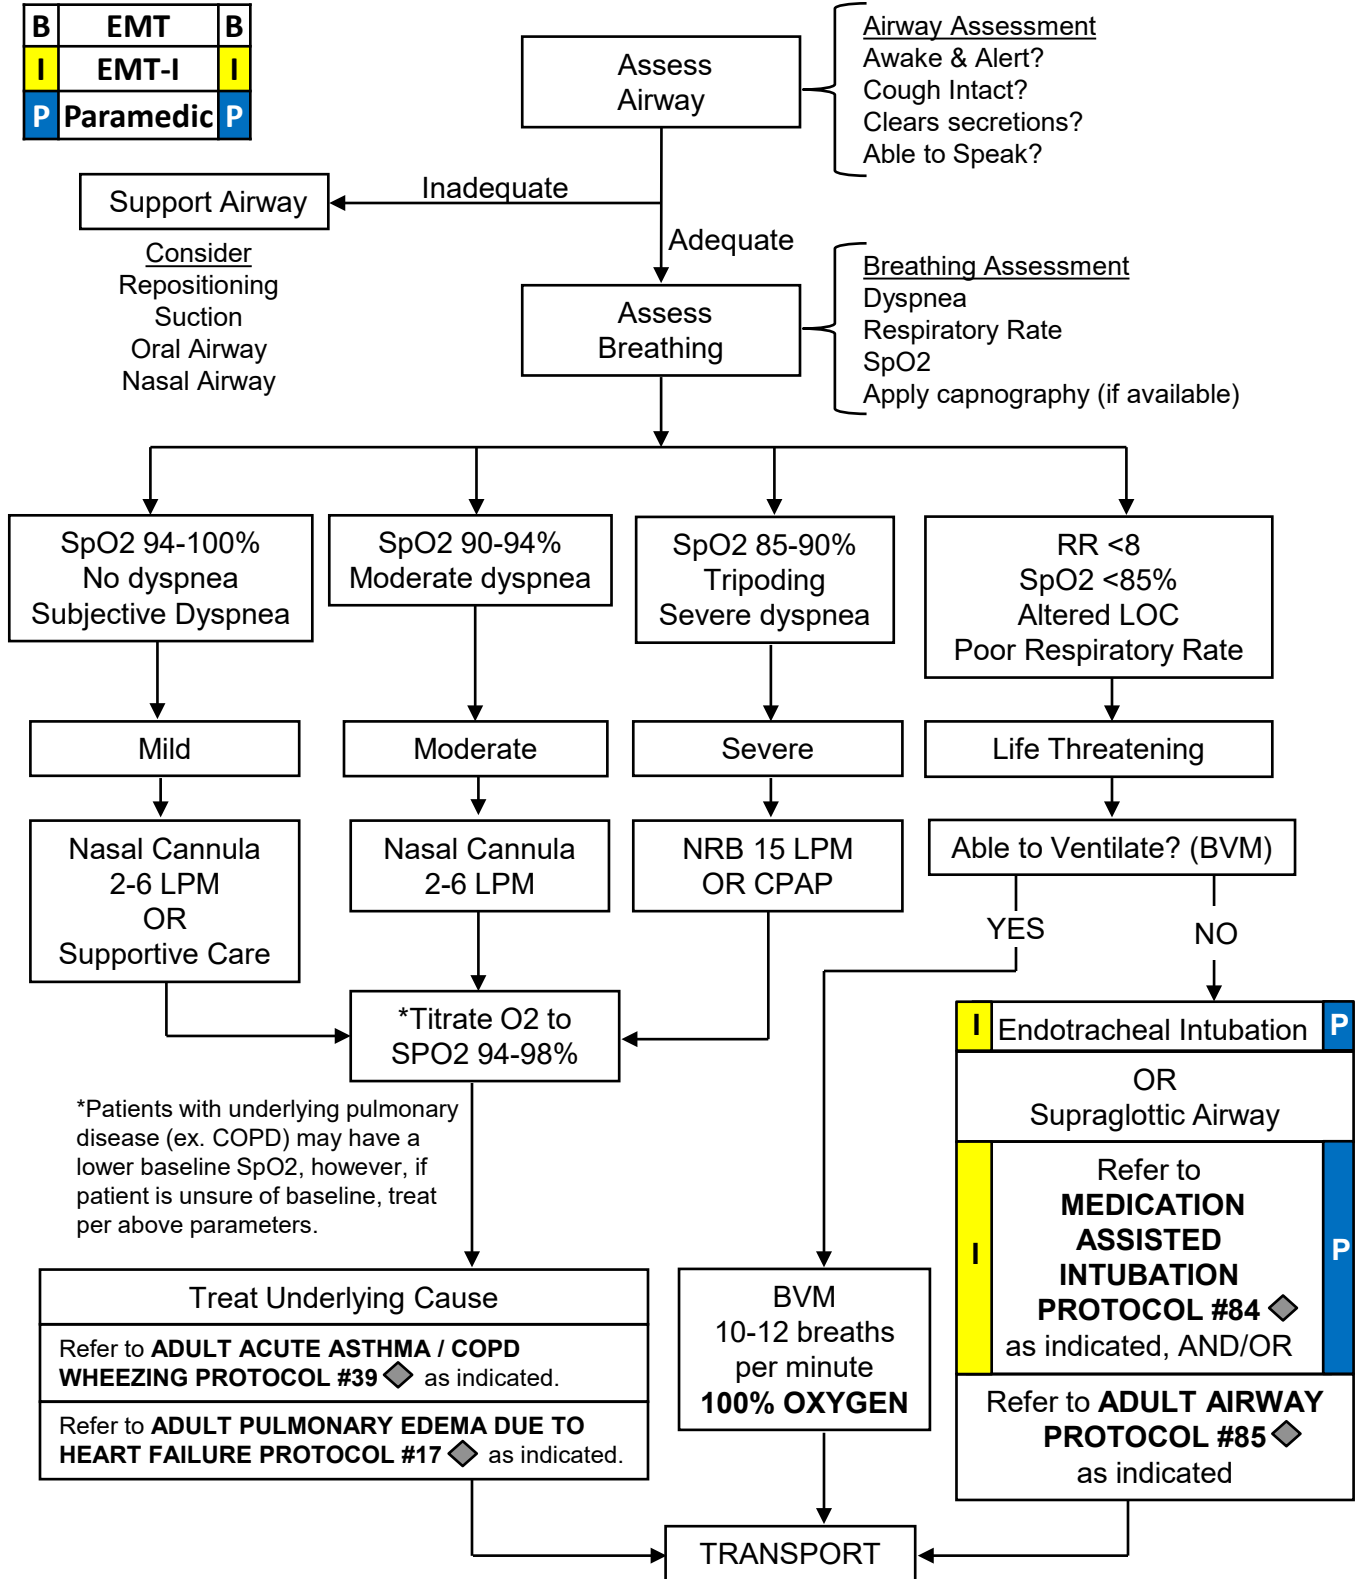 B EMT B
I EMT-I I
P Paramedic P
Assess
Airway
Airway Assessment
Awake & Alert?
Cough Intact?
Clears secretions?
Able to Speak?
Inadequate
Support Airway
Consider
Repositioning
Suction
Oral Airway
Nasal Airway
Adequate
Assess
Breathing
Breathing Assessment
Dyspnea
Respiratory Rate
SpO2
Apply capnography (if available)
SpO2 94-100%
No dyspnea
Subjective Dyspnea
SpO2 90-94%
Moderate dyspnea
SpO2 85-90%
Tripoding
Severe dyspnea
RR <8
SpO2 <85%
Altered LOC
Poor Respiratory Rate
Mild
Moderate
Severe
Life Threatening
Nasal Cannula
2-6 LPM
OR
Supportive Care
Nasal Cannula
2-6 LPM
NRB 15 LPM
OR CPAP
Able to Ventilate? (BVM)
YES
NO
*Titrate O2 to
SPO2 94-98%
*Patients with underlying pulmonary
disease (ex. COPD) may have a
lower baseline SpO2, however, if
patient is unsure of baseline, treat
per above parameters.
I Endotracheal Intubation P
OR
Supraglottic Airway
Refer to
MEDICATION
ASSISTED
I INTUBATION P
PROTOCOL #84
as indicated, AND/OR
Refer to ADULT AIRWAY
PROTOCOL #85
as indicated
Treat Underlying Cause
Refer to ADULT ACUTE ASTHMA / COPD
WHEEZING PROTOCOL #39 as indicated.
Refer to ADULT PULMONARY EDEMA DUE TO
HEART FAILURE PROTOCOL #17 as indicated.
BVM
10-12 breaths
per minute
100% OXYGEN
TRANSPORT